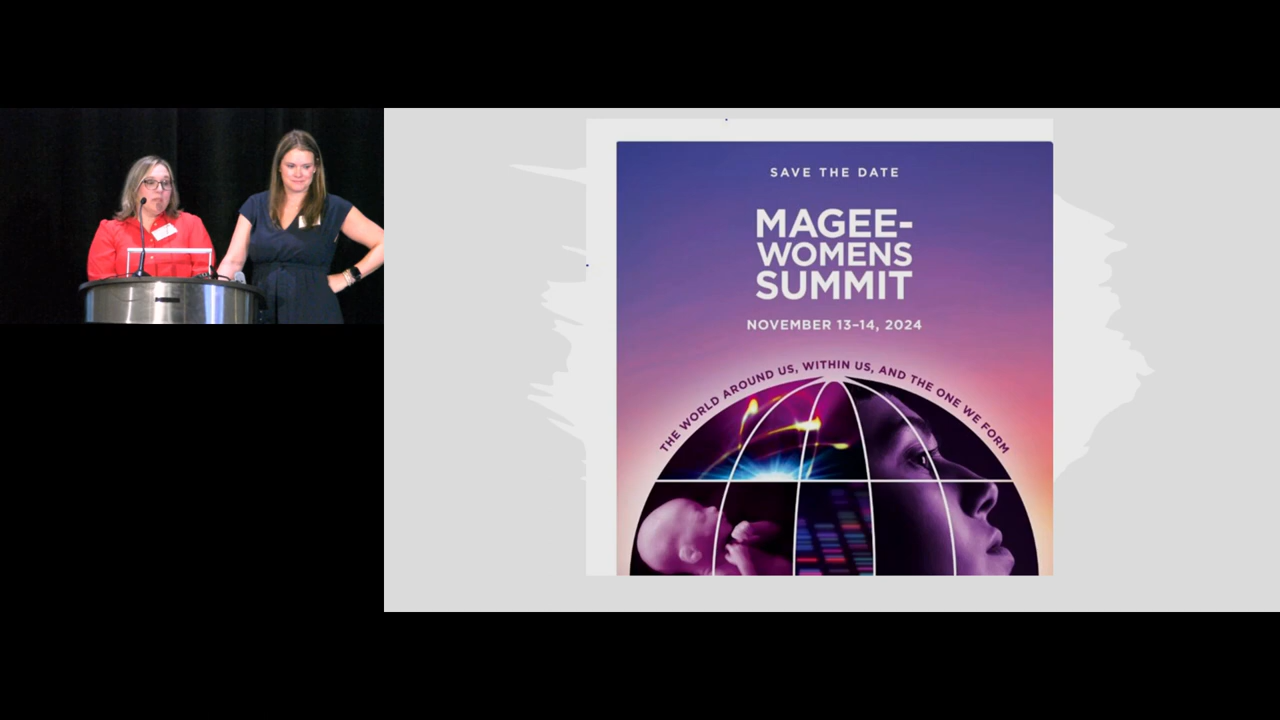 SAVE THE DATE
MAGEE-
WOMENS
SUMMIT
NOVEMBER 13–14, 2024
THE WORLD AROUND US, WITHIN US, AND THE ONE WE FORM